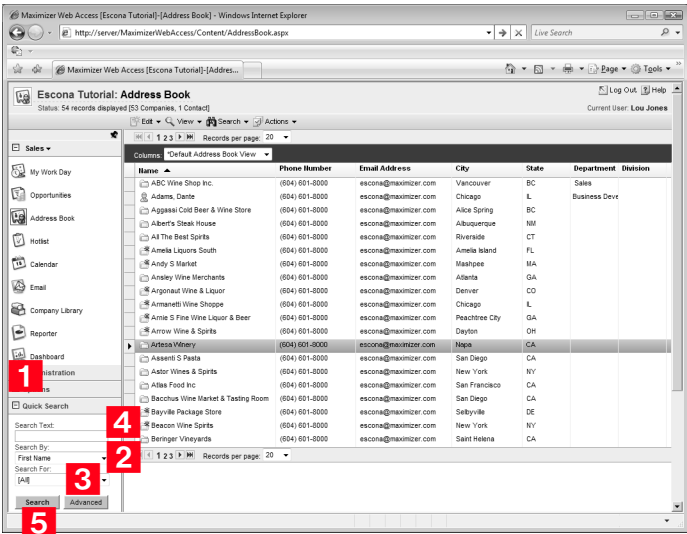 Maximizer Web Access [Escona Tutorial]-[Address Book] - Windows Internet Explorer
http://server/MaximizerWebAccess/Content/AddressBook.aspx
Live Search
Maximizer Web Access [Escona Tutorial]-[Addres...
Page
Tools
Escona Tutorial: Address Book
Log Out
Help
Status: 54 records displayed [53 Companies, 1 Contact]
Current User: Lou Jones
Edit View Search Actions
1 2 3 Records per page: 20
Sales
Columns: *Default Address Book View
Name Phone Number Email Address City State Department Division
ABC Wine Shop Inc. (604) 601-8000 escona@maximizer.com Vancouver BC Sales
Adams, Dante (604) 601-8000 escona@maximizer.com Chicago IL Business Deve
Aggassi Cold Beer & Wine Store (604) 601-8000 escona@maximizer.com Alice Spring BC
Albert's Steak House (604) 601-8000 escona@maximizer.com Albuquerque NM
All The Best Spirits (604) 601-8000 escona@maximizer.com Riverside CT
Amelia Liquors South (604) 601-8000 escona@maximizer.com Amelia Island FL
Andy S Market (604) 601-8000 escona@maximizer.com Mashpee MA
Ansley Wine Merchants (604) 601-8000 escona@maximizer.com Atlanta GA
Argonaut Wine & Liquor (604) 601-8000 escona@maximizer.com Denver CO
Armanetti Wine Shoppe (604) 601-8000 escona@maximizer.com Chicago IL
Arnie S Fine Wine Liquor & Beer (604) 601-8000 escona@maximizer.com Peachtree City GA
Arrow Wine & Spirits (604) 601-8000 escona@maximizer.com Dayton OH
Artesa Winery (604) 601-8000 escona@maximizer.com Napa CA
Assenti S Pasta (604) 601-8000 escona@maximizer.com San Diego CA
Astor Wines & Spirits (604) 601-8000 escona@maximizer.com New York NY
Atlas Food Inc (604) 601-8000 escona@maximizer.com San Francisco CA
Bacchus Wine Market & Tasting Room (604) 601-8000 escona@maximizer.com San Diego CA
Bayville Package Store (604) 601-8000 escona@maximizer.com Selbyville DE
Beacon Wine Spirits (604) 601-8000 escona@maximizer.com New York NY
Beringer Vineyards (604) 601-8000 escona@maximizer.com Saint Helena CA
1 2 3 Records per page: 20
My Work Day
Opportunities
Address Book
Hotlist
Calendar
Email
Company Library
Reporter
Dashboard
1
Quick Search
Search Text:
4
Search By:
First Name
2
Search For:
[All]
3
Search
Advanced
5